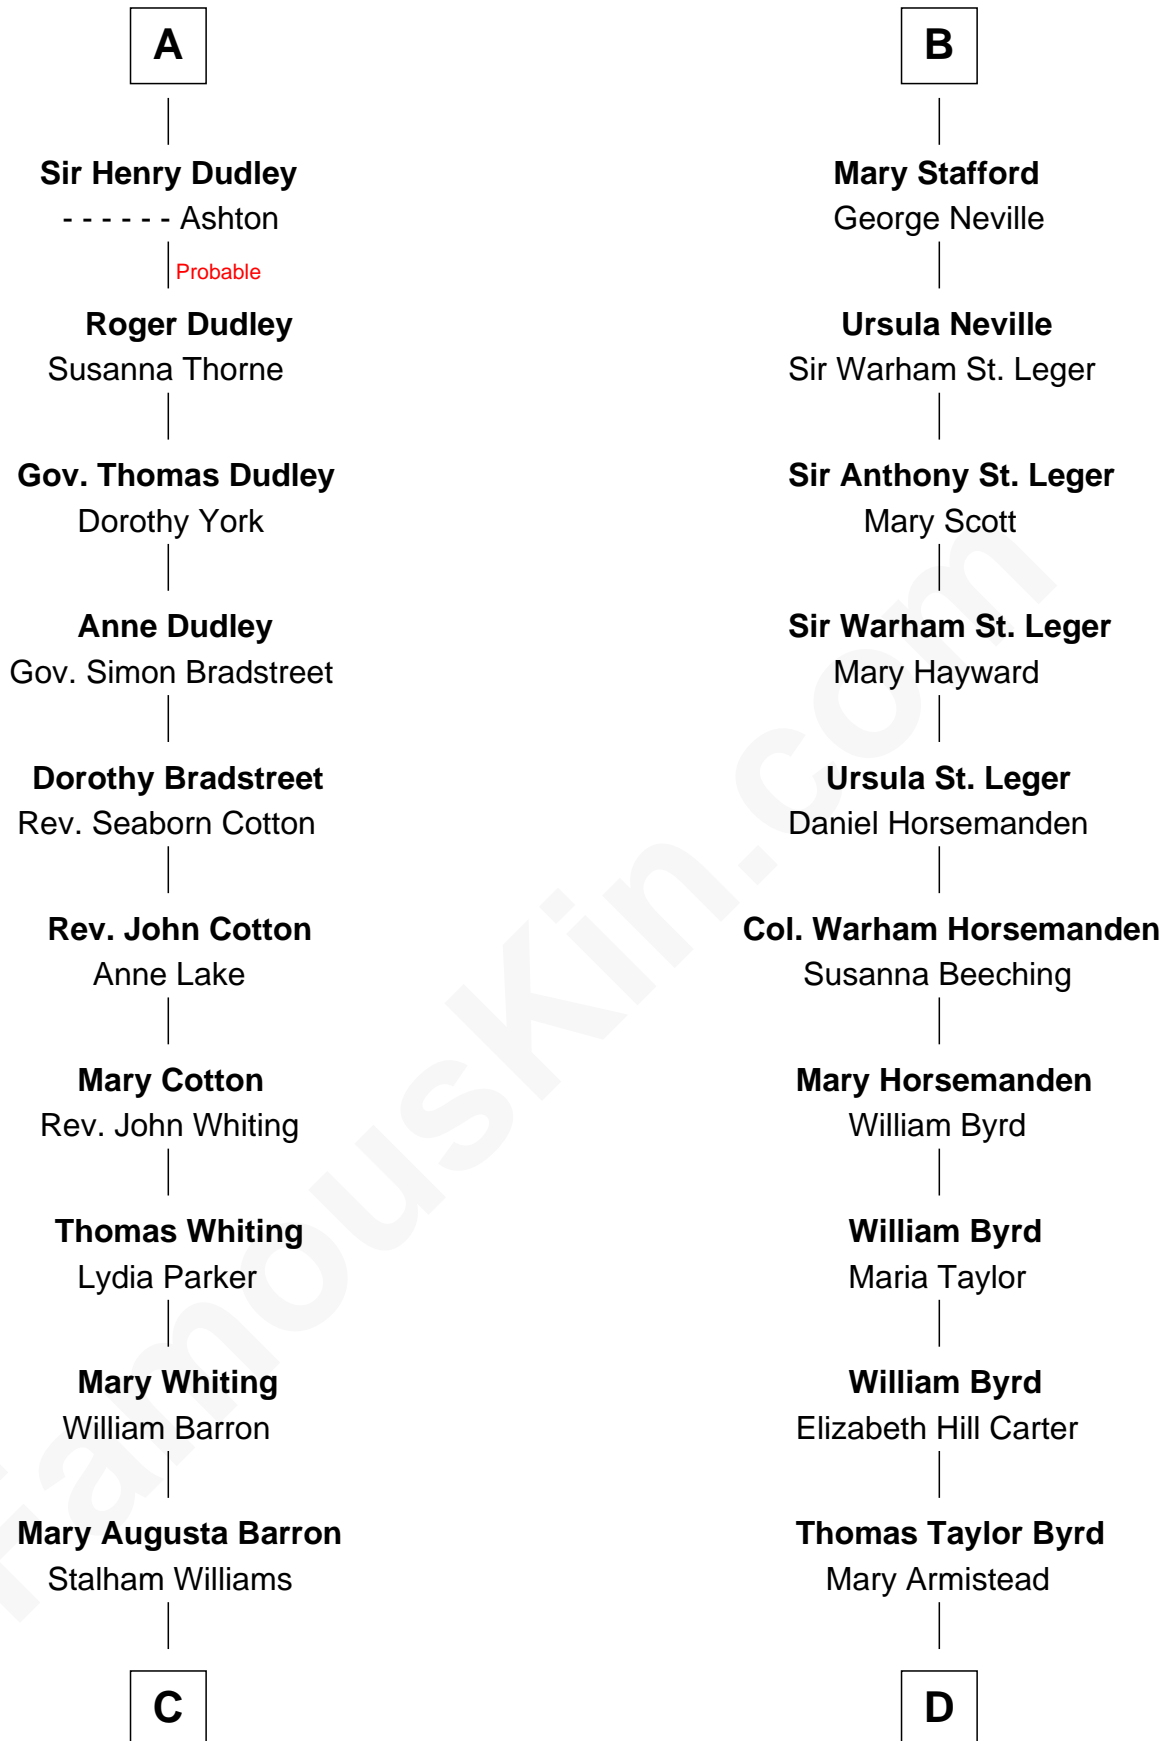 A
Sir Henry Dudley
- - - - - - Ashton
Probable
Roger Dudley
Susanna Thorne
Gov. Thomas Dudley
Dorothy York
Anne Dudley
Gov. Simon Bradstreet
Dorothy Bradstreet
Rev. Seaborn Cotton
Rev. John Cotton
Anne Lake
Mary Cotton
Rev. John Whiting
Thomas Whiting
Lydia Parker
Mary Whiting
William Barron
Mary Augusta Barron
Stalham Williams
C
B
Mary Stafford
George Neville
Ursula Neville
Sir Warham St. Leger
Sir Anthony St. Leger
Mary Scott
Sir Warham St. Leger
Mary Hayward
Ursula St. Leger
Daniel Horsemanden
Col. Warham Horsemanden
Susanna Beeching
Mary Horsemanden
William Byrd
William Byrd
Maria Taylor
William Byrd
Elizabeth Hill Carter
Thomas Taylor Byrd
Mary Armistead
D
FamousKin.com